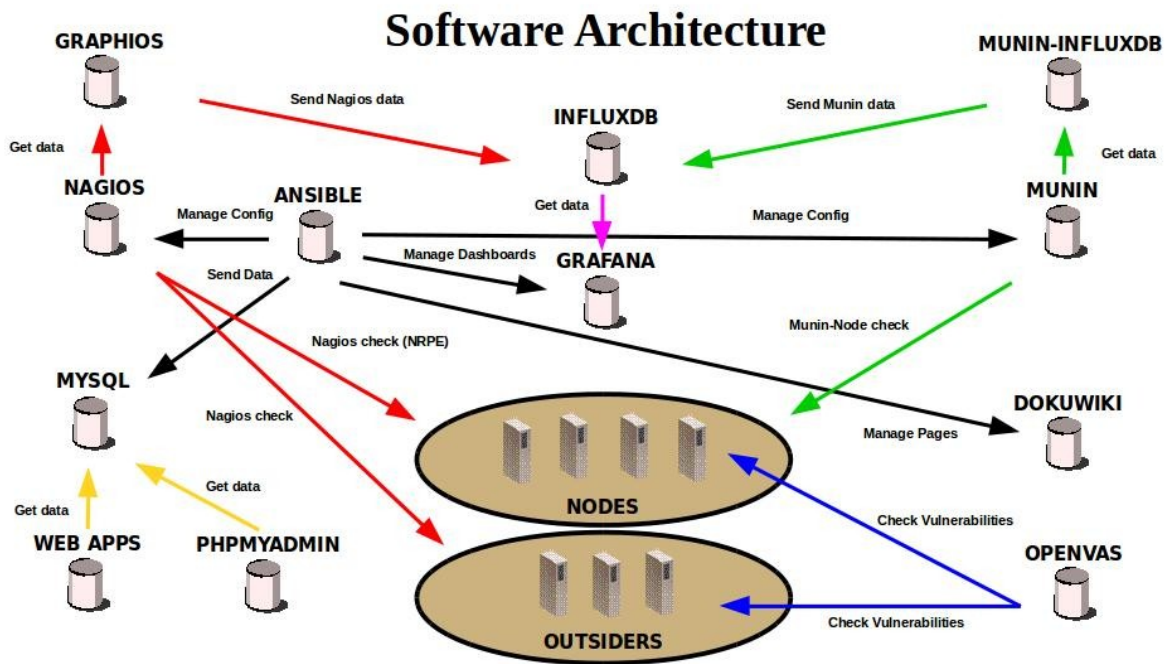 Software Architecture
GRAPHIOS
MUNIN-INFLUXDB
Send Nagios data
INFLUXDB
Send Munin data
Get data
Get data
NAGIOS
ANSIBLE
MUNIN
Manage Config
Get data
Manage Config
Send Data
Manage Dashboards
GRAFANA
Nagios check (NRPE)
Munin-Node check
MYSQL
Nagios check
DOKUWIKI
Manage Pages
Get data
NODES
Get data
Check Vulnerabilities
WEB APPS
PHPMYADMIN
OPENVAS
Check Vulnerabilities
OUTSIDERS